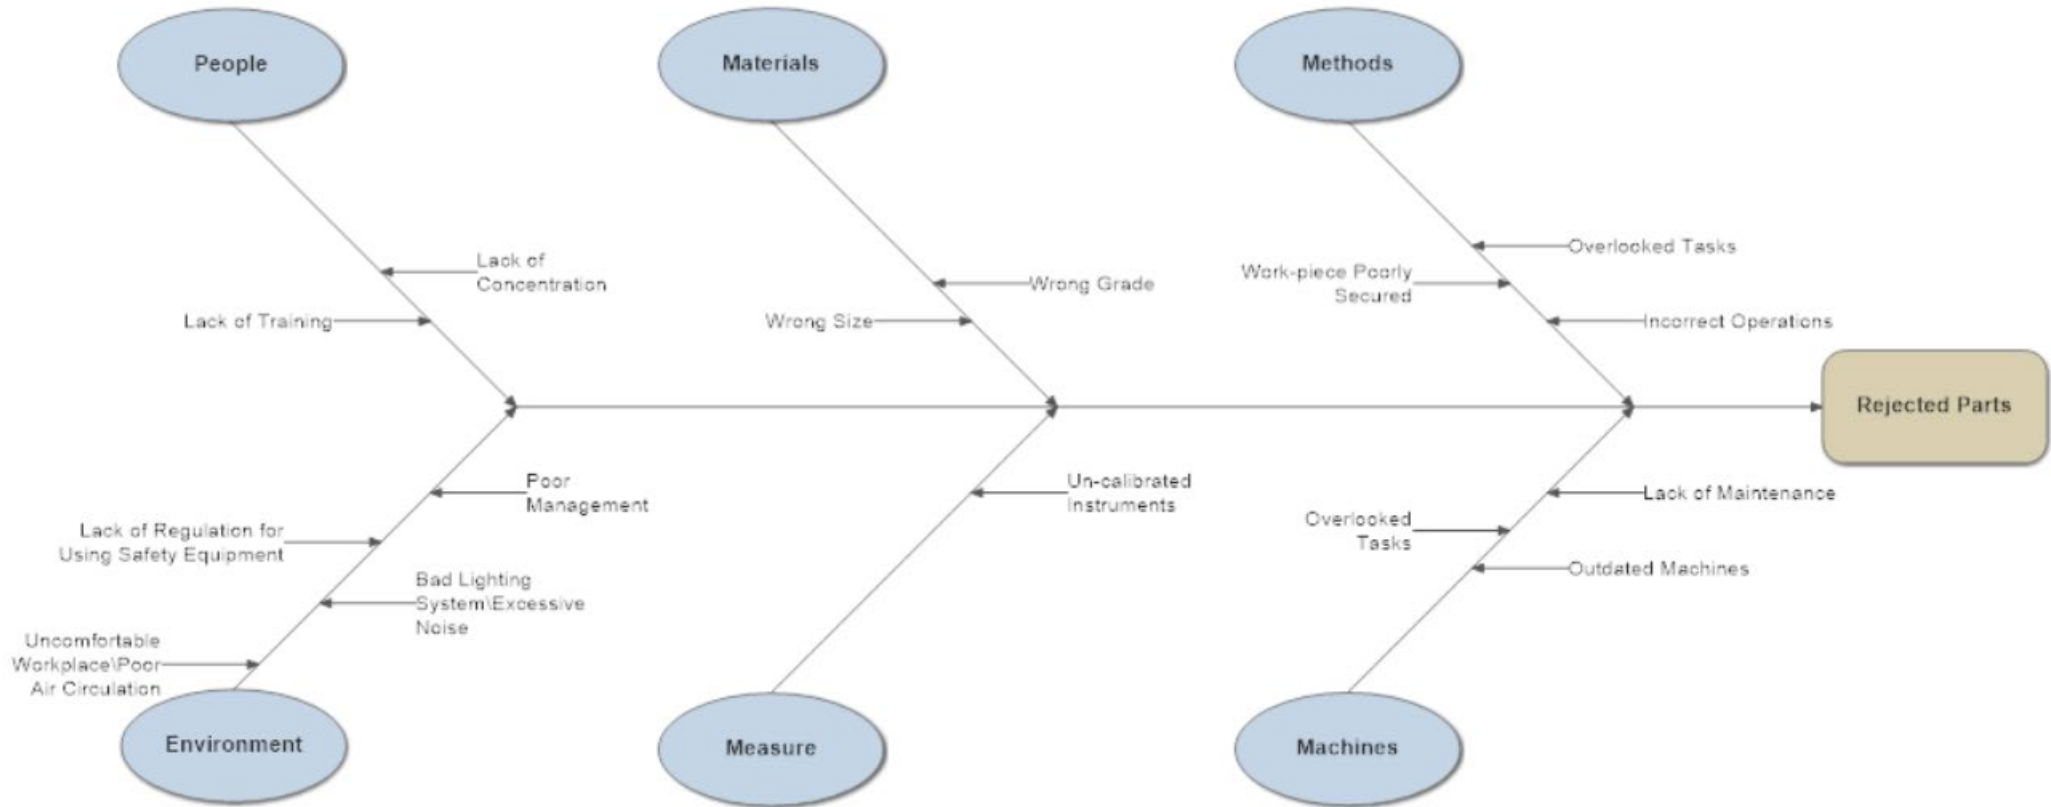 People
Materials
Methods
Lack of
Concentration
Lack of Training
Wrong Grade
Wrong Size
Overlooked Tasks
Work-piece Poorly
Secured
Incorrect Operations
Rejected Parts
Poor
Management
Lack of Regulation for
Using Safety Equipment
Bad Lighting
System\Excessive
Noise
Uncomfortable
Workplace\Poor
Air Circulation
Un-calibrated
Instruments
Lack of Maintenance
Overlooked
Tasks
Outdated Machines
Environment
Measure
Machines